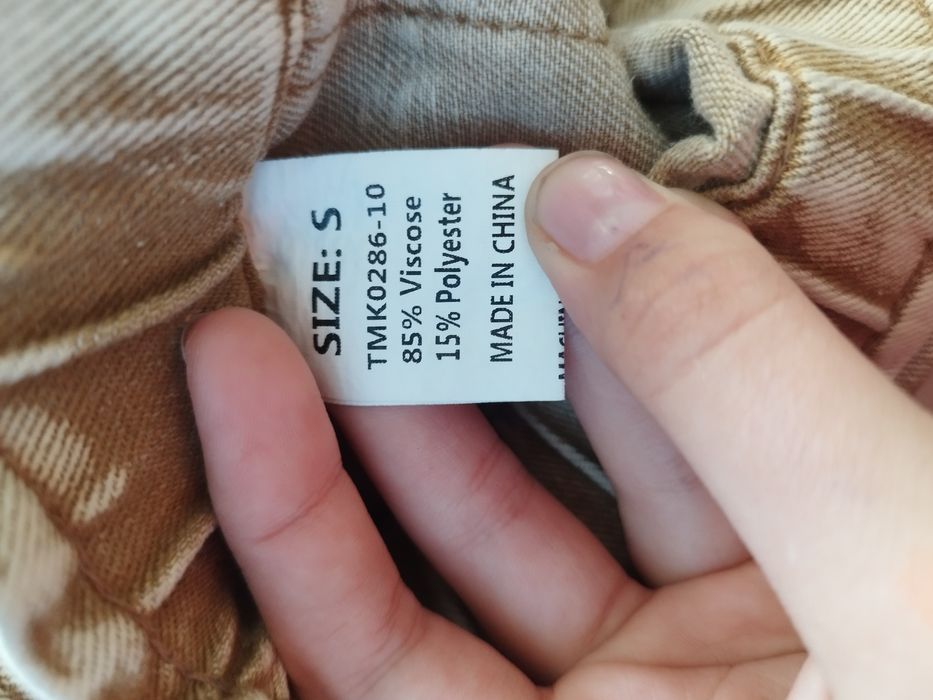 SIZE: S
TMK0286-10
85% Viscose
15% Polyester
MADE IN CHINA